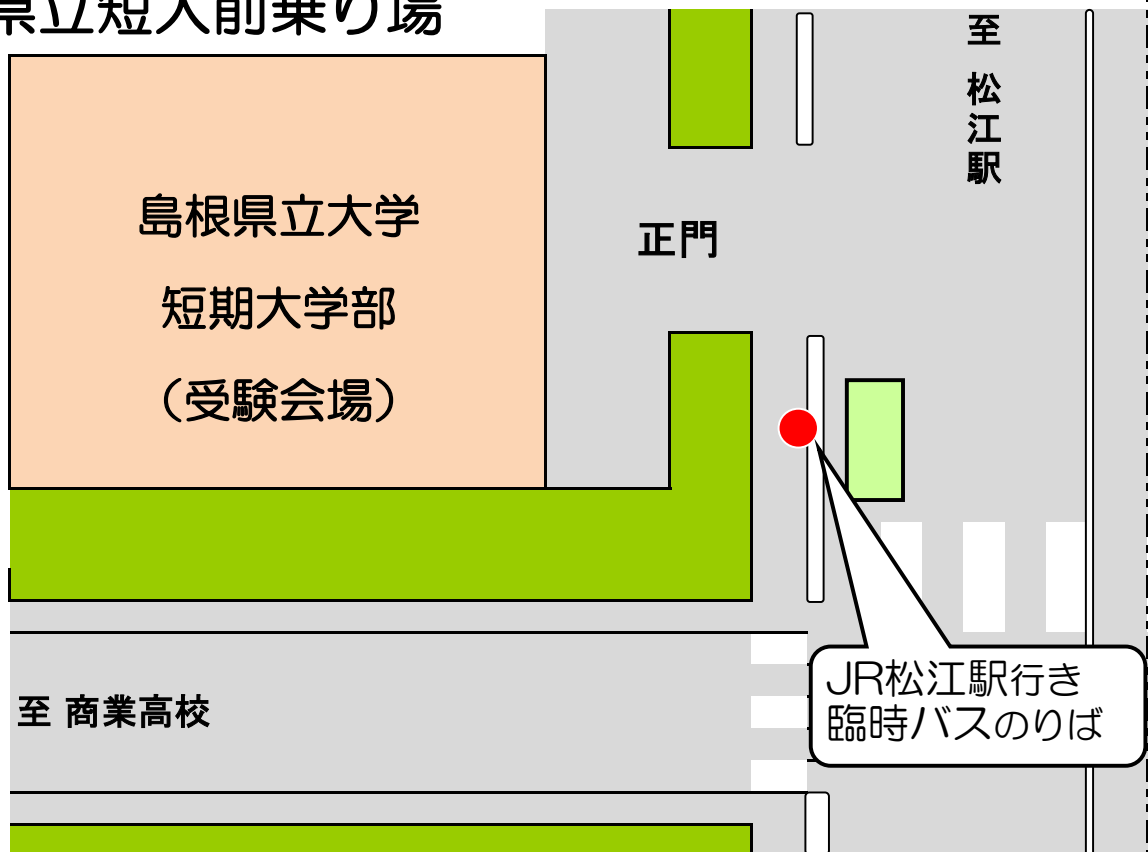 県立短大前乗り場
至 松江駅
島根県立大学
短期大学部
（受験会場）
正門
JR松江駅行き
臨時バスのりば
至 商業高校